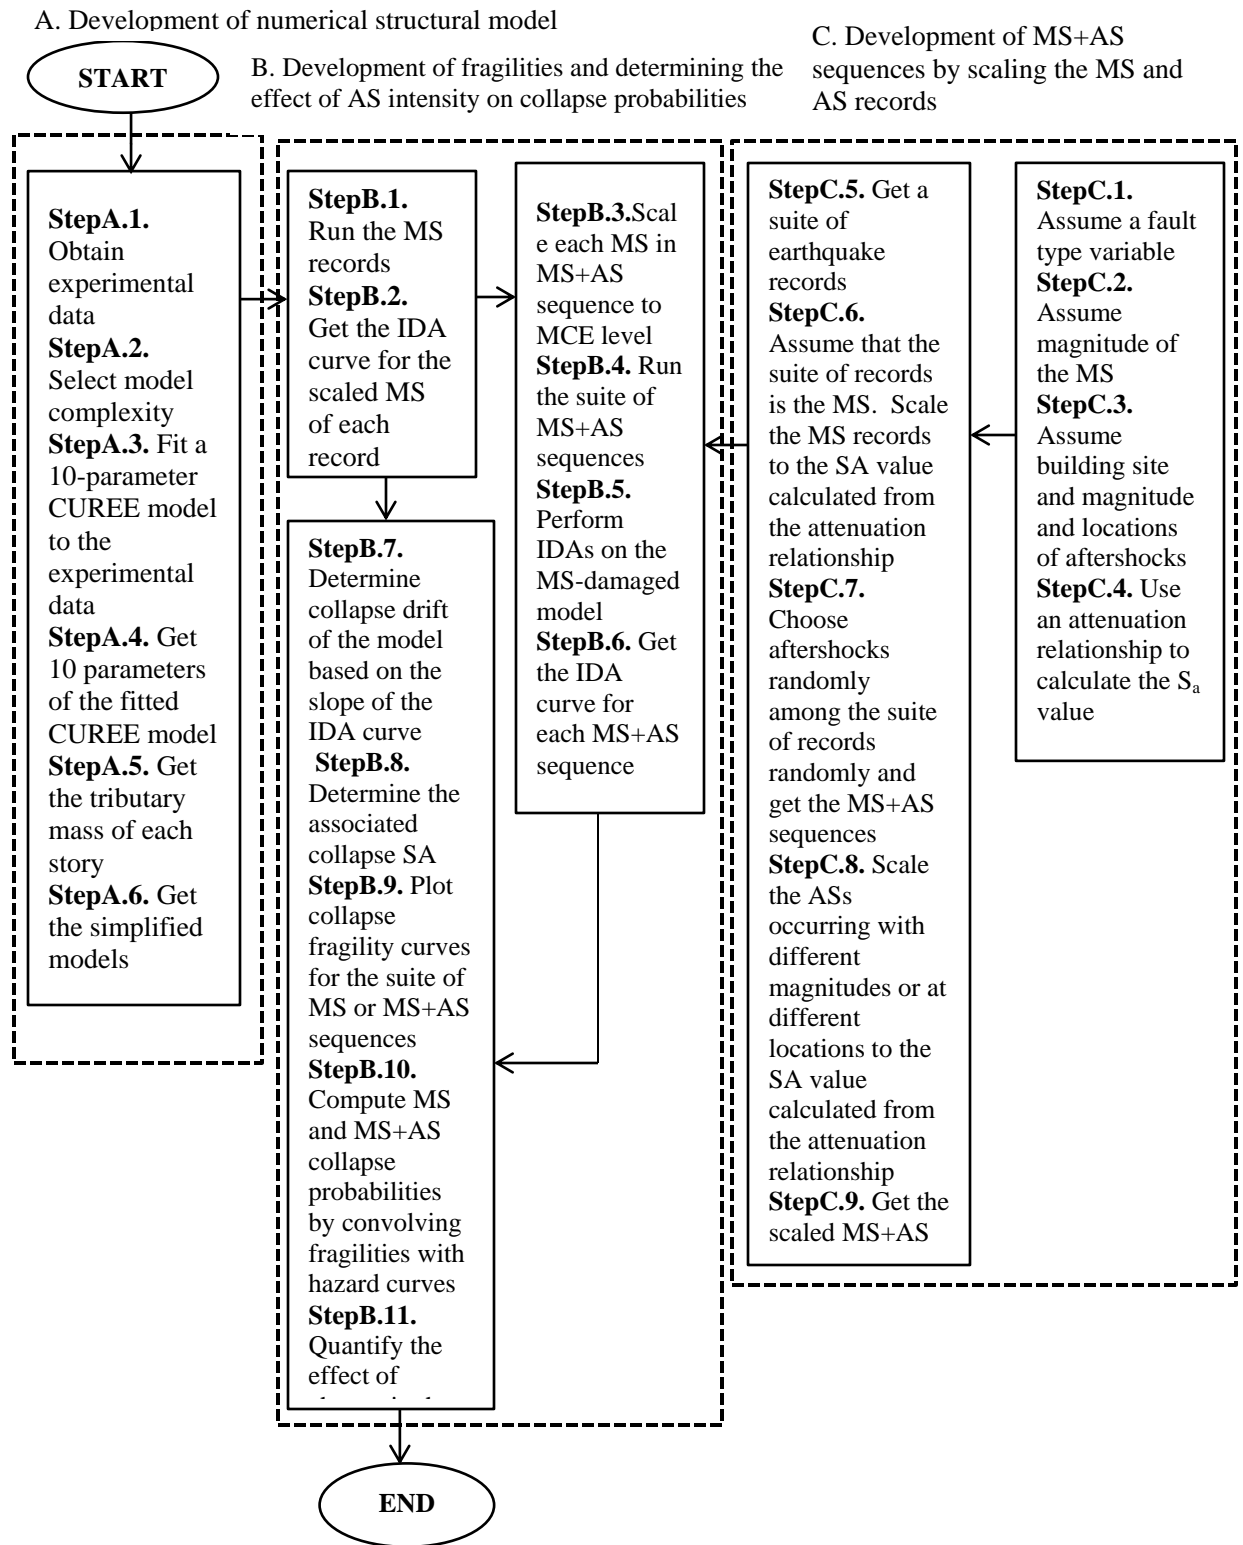 A. Development of numerical structural model
START
B. Development of fragilities and determining the
effect of AS intensity on collapse probabilities
C. Development of MS+AS
sequences by scaling the MS and
AS records
StepA.1.
Obtain
experimental
data
StepA.2.
Select model
complexity
StepA.3. Fit a
10-parameter
CUREE model
to the
experimental
data
StepA.4. Get
10 parameters
of the fitted
CUREE model
StepA.5. Get
the tributary
mass of each
story
StepA.6. Get
the simplified
models
StepB.1.
Run the MS
records
StepB.2.
Get the IDA
curve for the
scaled MS
of each
record
StepB.3.Scal
e each MS in
MS+AS
sequence to
MCE level
StepB.4. Run
the suite of
MS+AS
sequences
StepB.5.
Perform
IDAs on the
MS-damaged
model
StepB.6. Get
the IDA
curve for
each MS+AS
sequence
StepB.7.
Determine
collapse drift
of the model
based on the
slope of the
IDA curve
StepB.8.
Determine the
associated
collapse SA
StepB.9. Plot
collapse
fragility curves
for the suite of
MS or MS+AS
sequences
StepB.10.
Compute MS
and MS+AS
collapse
probabilities
by convolving
fragilities with
hazard curves
StepB.11.
Quantify the
effect of
StepC.5. Get a
suite of
earthquake
records
StepC.6.
Assume that the
suite of records
is the MS.  Scale
the MS records
to the SA value
calculated from
the attenuation
relationship
StepC.7.
Choose
aftershocks
randomly
among the suite
of records
randomly and
get the MS+AS
sequences
StepC.8. Scale
the ASs
occurring with
different
magnitudes or at
different
locations to the
SA value
calculated from
the attenuation
relationship
StepC.9. Get the
scaled MS+AS
StepC.1.
Assume a fault
type variable
StepC.2.
Assume
magnitude of
the MS
StepC.3.
Assume
building site
and magnitude
and locations
of aftershocks
StepC.4. Use
an attenuation
relationship to
calculate the Sa
value
END